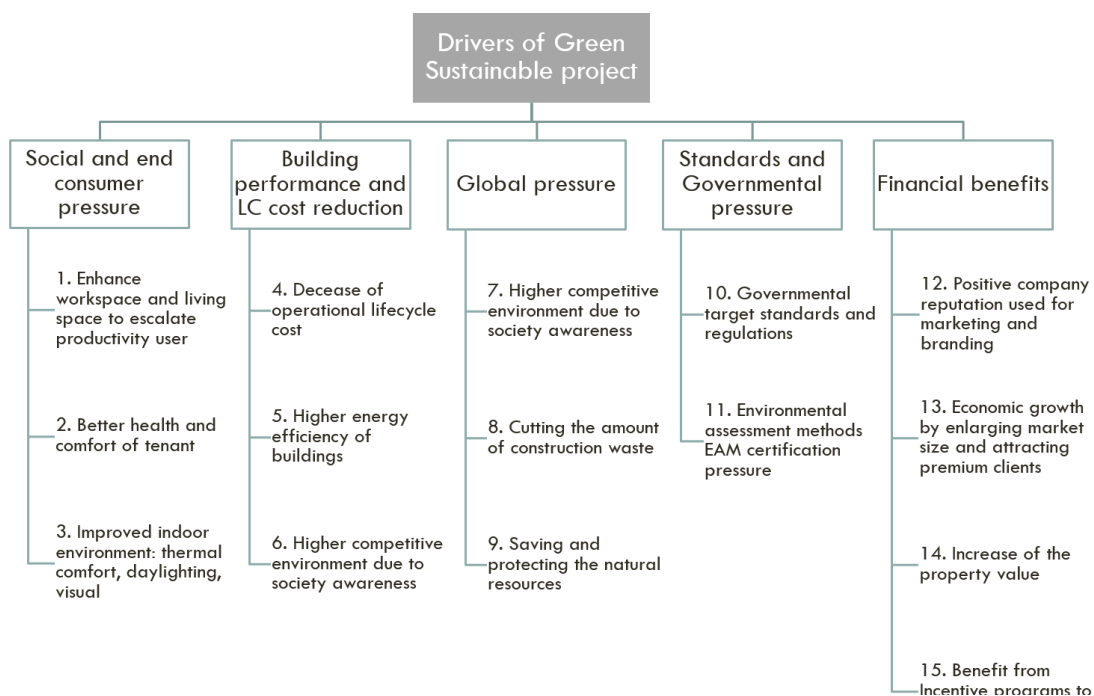 Drivers of Green
Sustainable project
Social and end
consumer
pressure
1. Enhance
workspace and living
space to escalate
productivity user
2. Better health and
comfort of tenant
3. Improved indoor
environment: thermal
comfort, daylighting,
visual
Building
performance and
LC cost reduction
4. Decease of
operational lifecycle
cost
5. Higher energy
efficiency of
buildings
6. Higher competitive
environment due to
society awareness
Global pressure
7. Higher competitive
environment due to
society awareness
8. Cutting the amount
of construction waste
9. Saving and
protecting the natural
resources
Standards and
Governmental
pressure
10. Governmental
target standards and
regulations
11. Environmental
assessment methods
EAM certification
pressure
Financial benefits
12. Positive company
reputation used for
marketing and
branding
13. Economic growth
by enlarging market
size and attracting
premium clients
14. Increase of the
property value
15. Benefit from
Incentive programs to